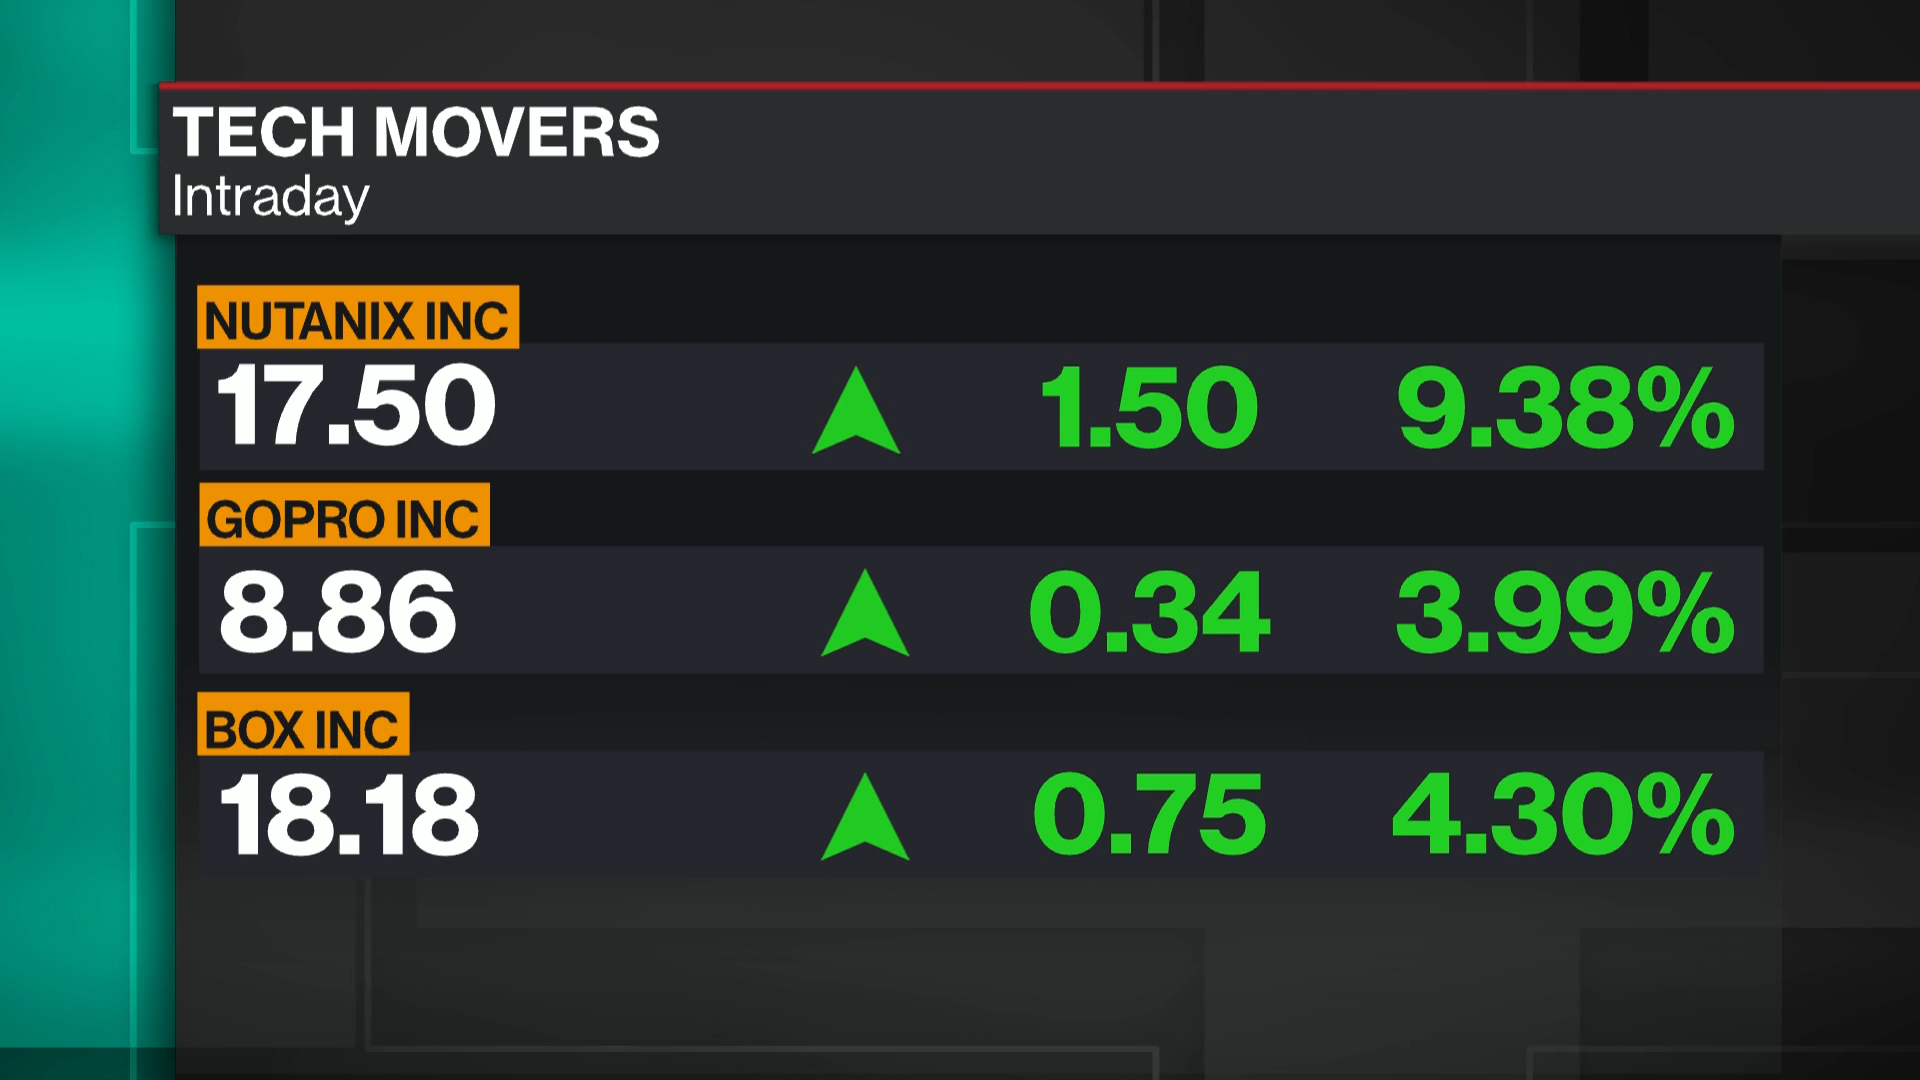 TECH MOVERS
Intraday
NUTANIX INC
17.50 1.50 9.38%
GOPRO INC
8.86 0.34 3.99%
BOX INC
18.18 0.75 4.30%